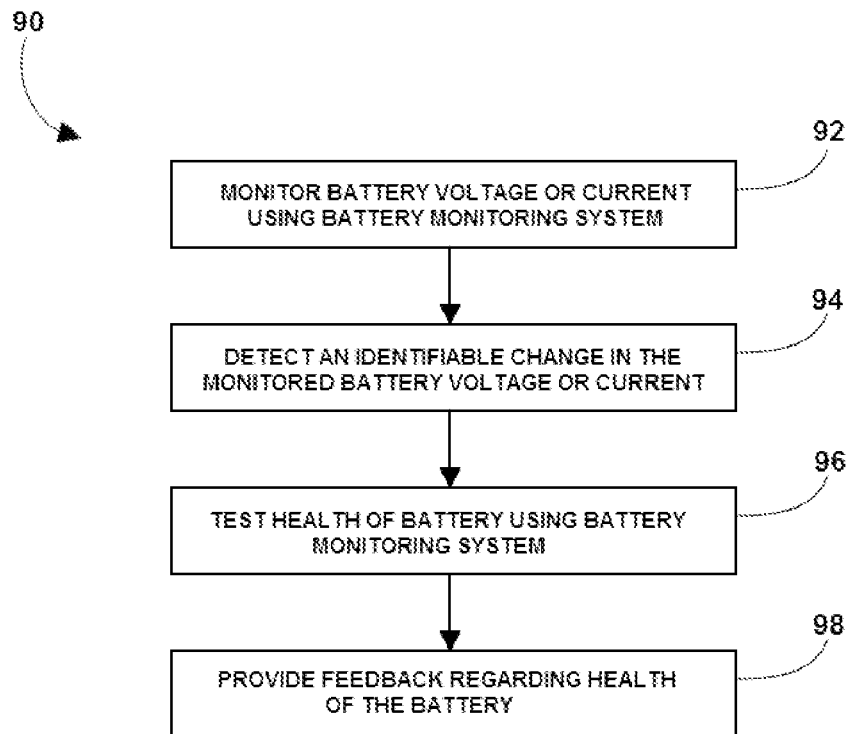 90
92
MONITOR BATTERY VOLTAGE OR CURRENT
USING BATTERY MONITORING SYSTEM
94
DETECT AN IDENTIFIABLE CHANGE IN THE
MONITORED BATTERY VOLTAGE OR CURRENT
96
TEST HEALTH OF BATTERY USING BATTERY
MONITORING SYSTEM
98
PROVIDE FEEDBACK REGARDING HEALTH
OF THE BATTERY